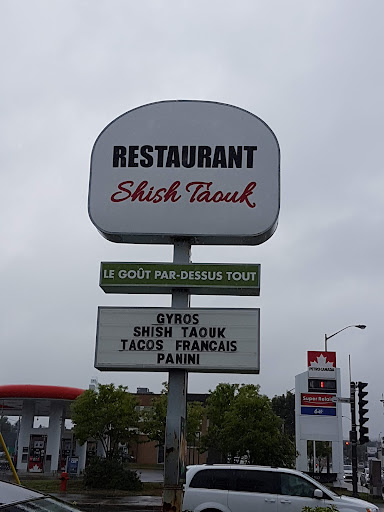 RESTAURANT
Shish Taouk
LE GOÛT PAR-DESSUS TOUT
GYROS
SHISH TAOUK
TACOS FRANCAIS
PANINI
PETRO-CANADA